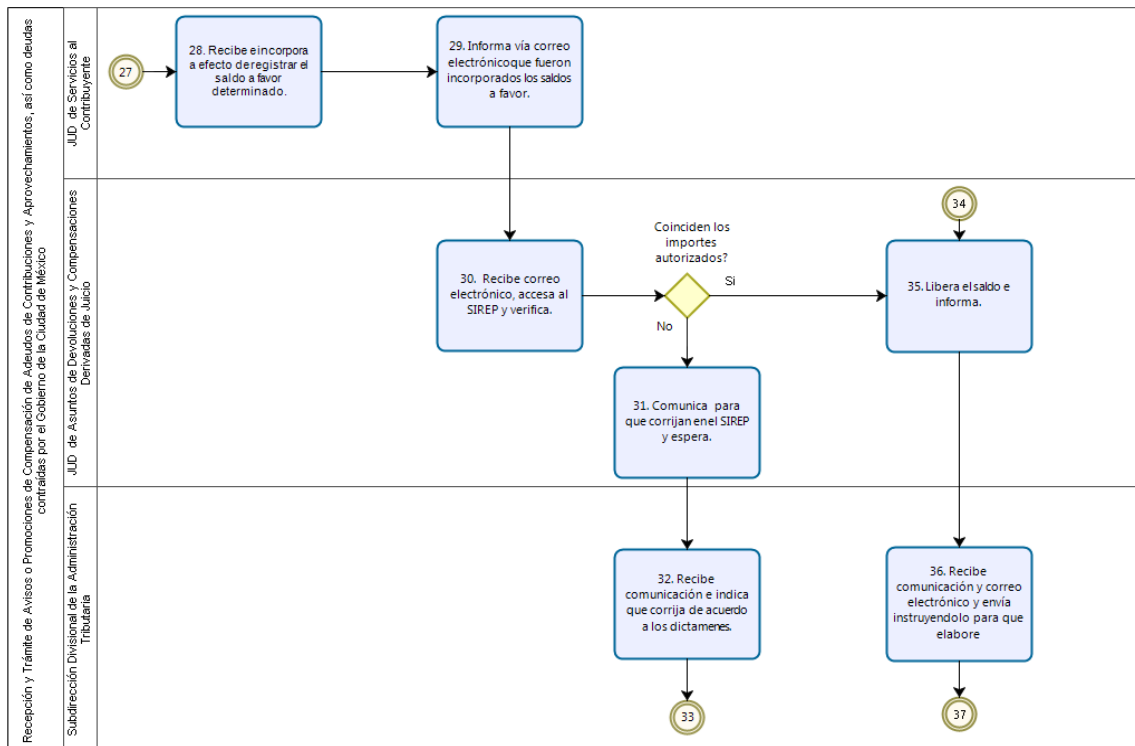 Recepción y Trámite de Avisos o Promociones de Compensación de Adeudos de Contribuciones y Aprovechamientos, así como deudas
contraídas por el Gobierno de la Ciudad de México
JUD de Servicios al
Contribuyente
27
28. Recibe e incorpora
a efecto de registrar el
saldo a favor
determinado.
29. Informa vía correo
electrónicoque fueron
incorporados los saldos
a favor.
JUD de Asuntos de Devoluciones y Compensaciones
Derivadas de Juicio
30. Recibe correo
electrónico, accesa al
SIREP y verifica.
Coinciden los
importes
autorizados?
Si
No
34
35. Libera el saldo e
informa.
31. Comunica para
que corrijan en el SIREP
y espera.
Subdirección Divisional de la Administración
Tributaria
32. Recibe
comunicación e indica
que corrija de acuerdo
a los dictamenes.
36. Recibe
comunicación y correo
electrónico y envía
instruyendolo para que
elabore
33
37